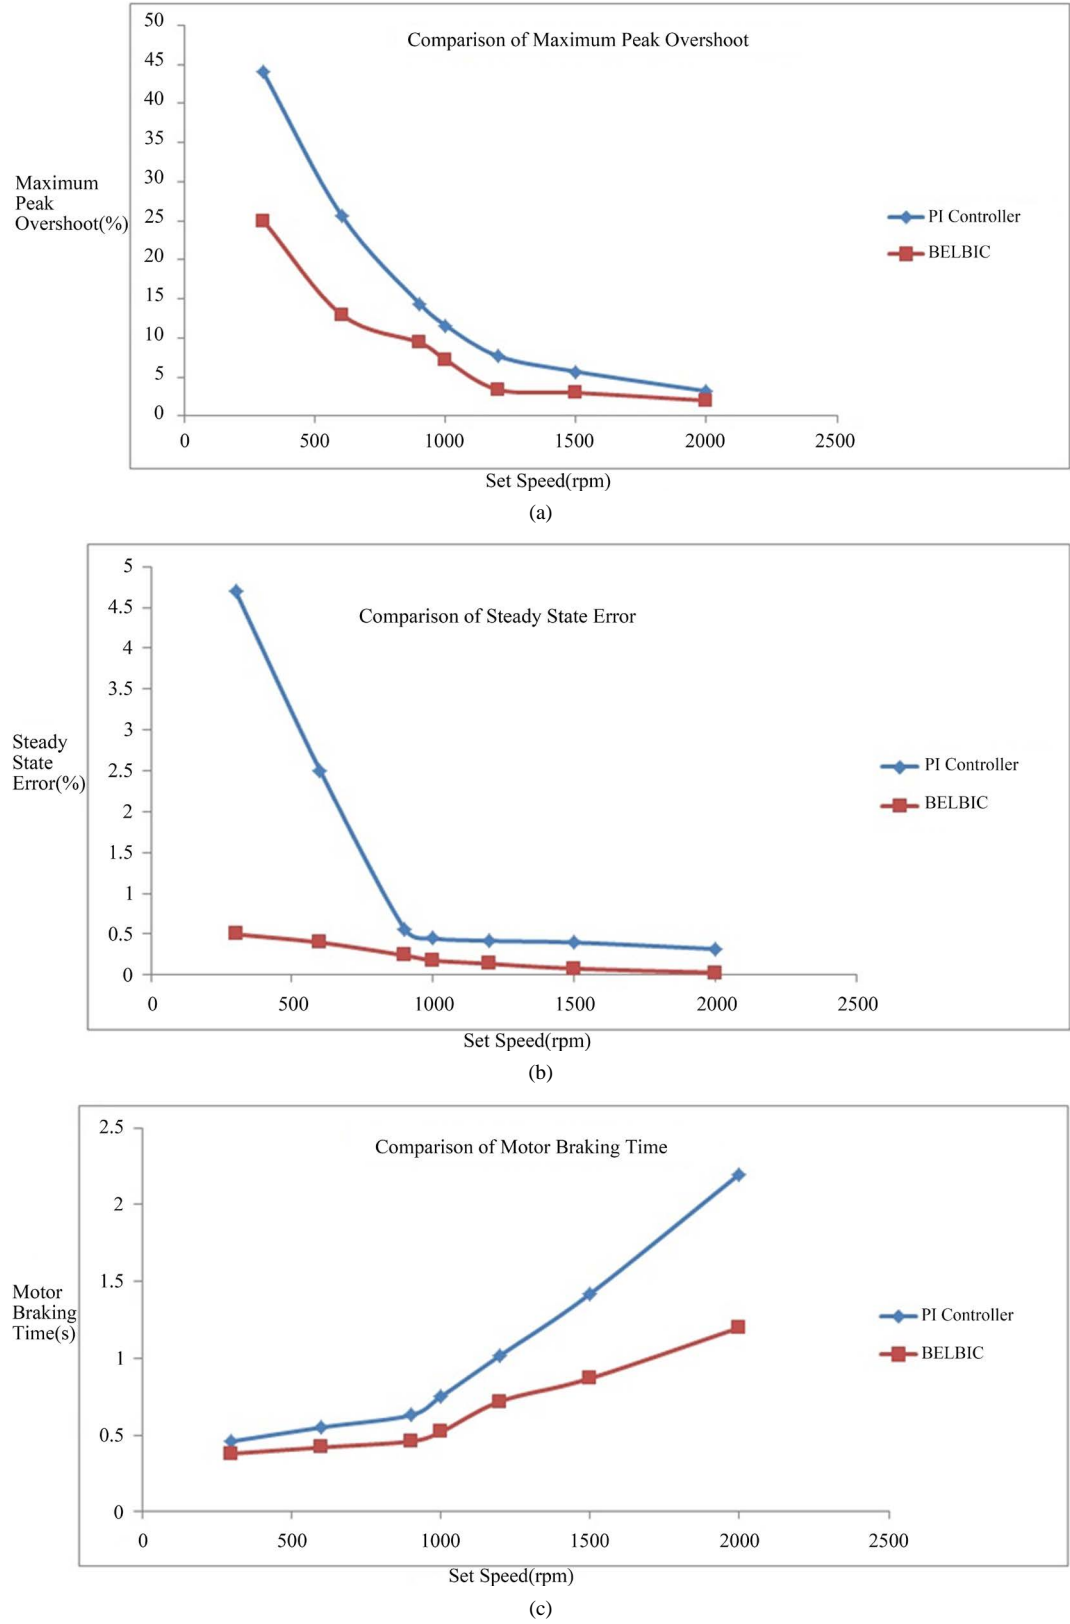 Comparison of Maximum Peak Overshoot
50
45
40
35
30
25
20
15
10
5
0
Maximum
Peak
Overshoot(%)
PI Controller
BELBIC
0 500 1000 1500 2000 2500
Set Speed(rpm)
(a)
Comparison of Steady State Error
5
4.5
4
3.5
3
2.5
2
1.5
1
0.5
0
Steady
State
Error(%)
PI Controller
BELBIC
0 500 1000 1500 2000 2500
Set Speed(rpm)
(b)
Comparison of Motor Braking Time
2.5
2
1.5
1
0.5
0
Motor
Braking
Time(s)
PI Controller
BELBIC
0 500 1000 1500 2000 2500
Set Speed(rpm)
(c)